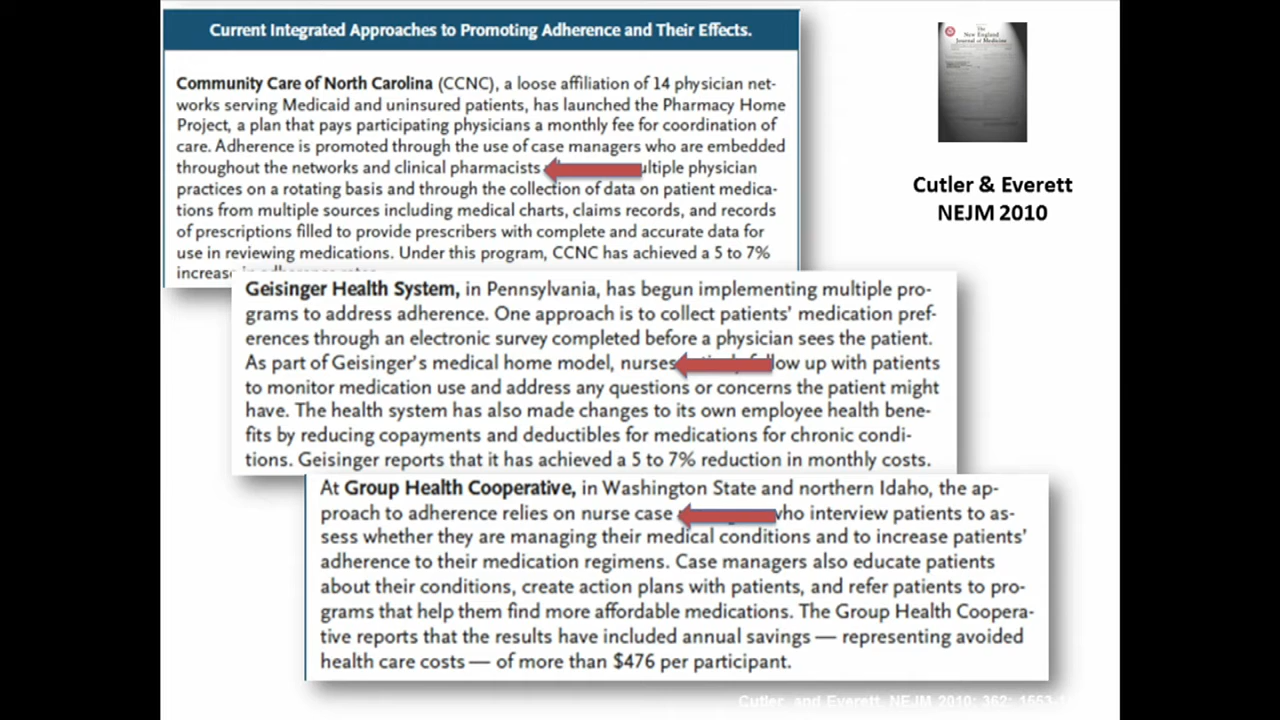 Current Integrated Approaches to Promoting Adherence and Their Effects.
Community Care of North Carolina (CCNC), a loose affiliation of 14 physician net-
works serving Medicaid and uninsured patients, has launched the Pharmacy Home
Project, a plan that pays participating physicians a monthly fee for coordination of
care. Adherence is promoted through the use of case managers who are embedded
throughout the networks and clinical pharmacists ultiple physician
practices on a rotating basis and through the collection of data on patient medica-
tions from multiple sources including medical charts, claims records, and records
of prescriptions filled to provide prescribers with complete and accurate data for
use in reviewing medications. Under this program, CCNC has achieved a 5 to 7%
increase
Geisinger Health System, in Pennsylvania, has begun implementing multiple pro-
grams to address adherence. One approach is to collect patients' medication pref-
erences through an electronic survey completed before a physician sees the patient.
As part of Geisinger's medical home model, nurses low up with patients
to monitor medication use and address any questions or concerns the patient might
have. The health system has also made changes to its own employee health bene-
fits by reducing copayments and deductibles for medications for chronic condi-
tions. Geisinger reports that it has achieved a 5 to 7% reduction in monthly costs.
At Group Health Cooperative, in Washington State and northern Idaho, the ap-
proach to adherence relies on nurse case who interview patients to as-
sess whether they are managing their medical conditions and to increase patients'
adherence to their medication regimens. Case managers also educate patients
about their conditions, create action plans with patients, and refer patients to pro-
grams that help them find more affordable medications. The Group Health Coopera-
tive reports that the results have included annual savings — representing avoided
health care costs — of more than $476 per participant.
The
New England
Journal of Medicine
Cutler & Everett
NEJM 2010
Cutler, and Everett, NEJM 2010; 362: 1553-